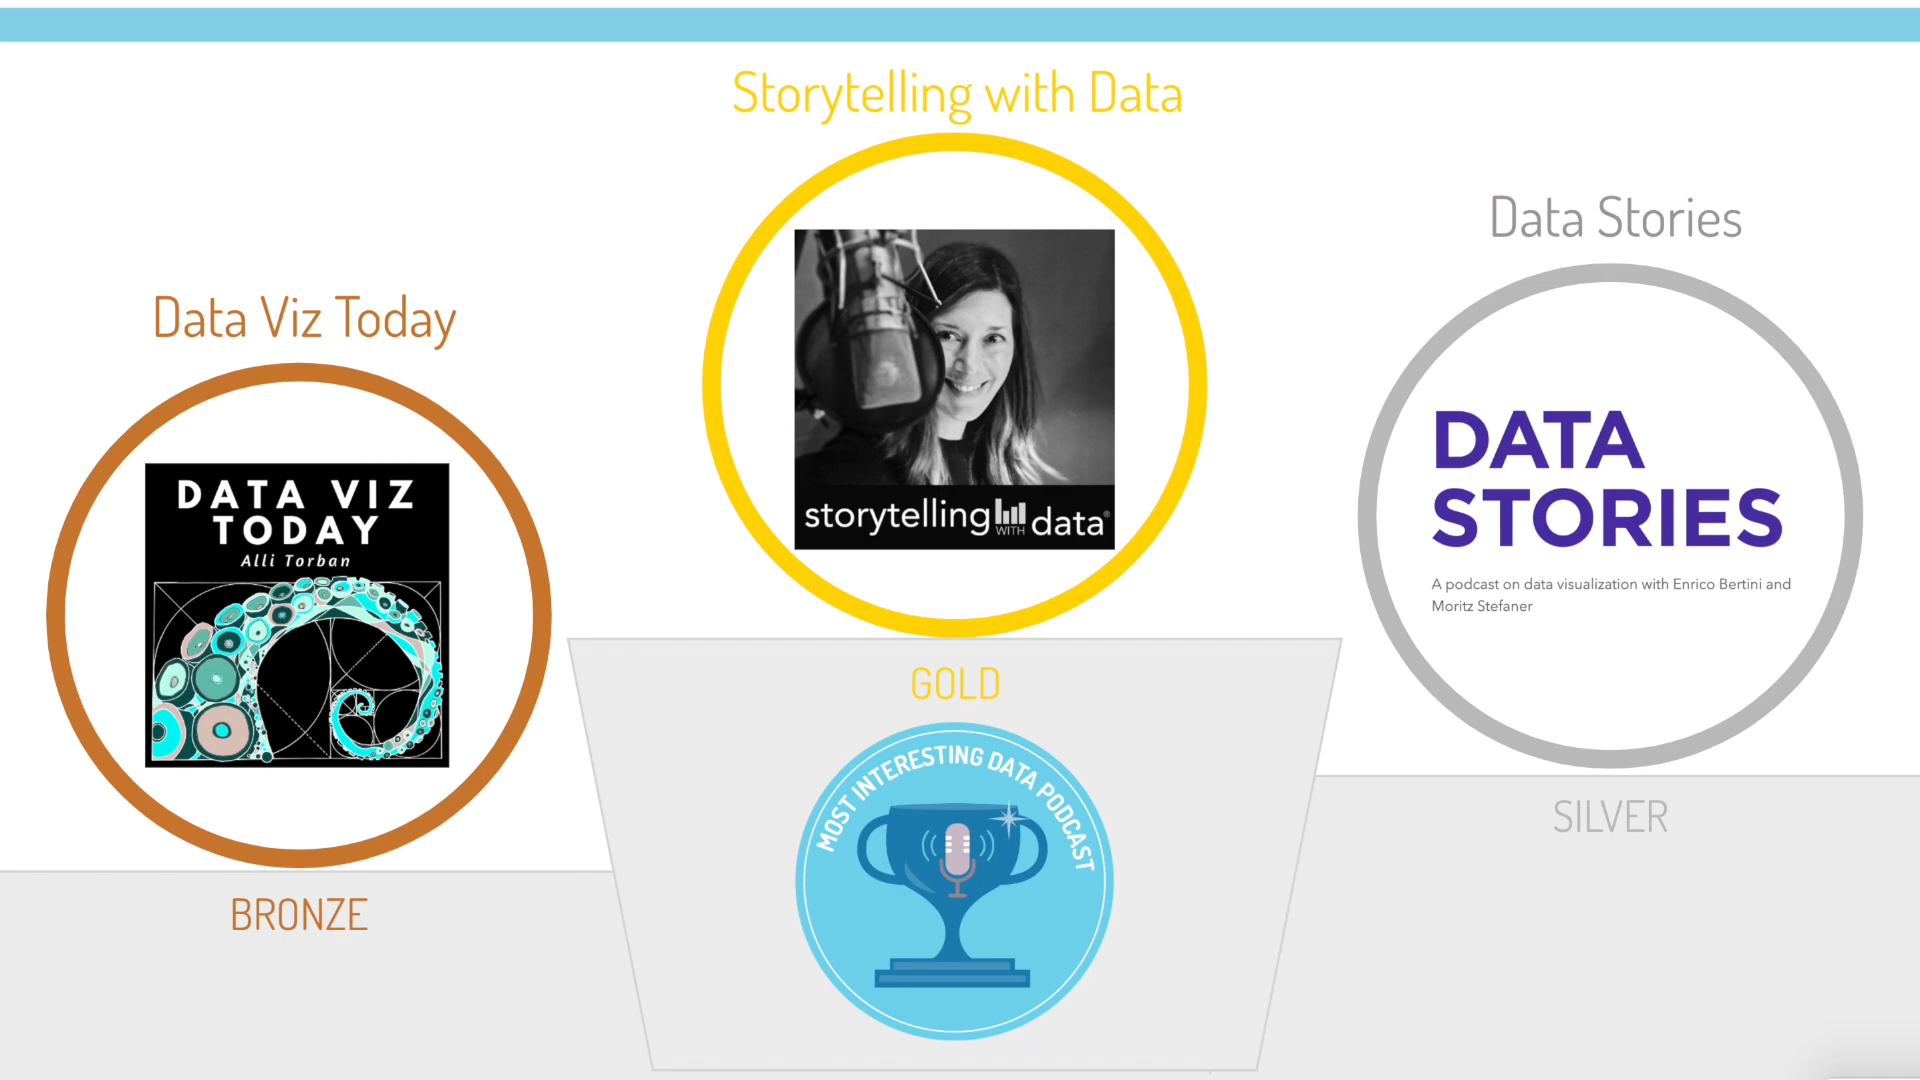 Storytelling with Data
storytelling WITH data®
GOLD
MOST INTERESTING DATA PODCAST
Data Viz Today
DATA VIZ
TODAY
Alli Torban
BRONZE
Data Stories
DATA
STORIES
A podcast on data visualization with Enrico Bertini and
Moritz Stefaner
SILVER